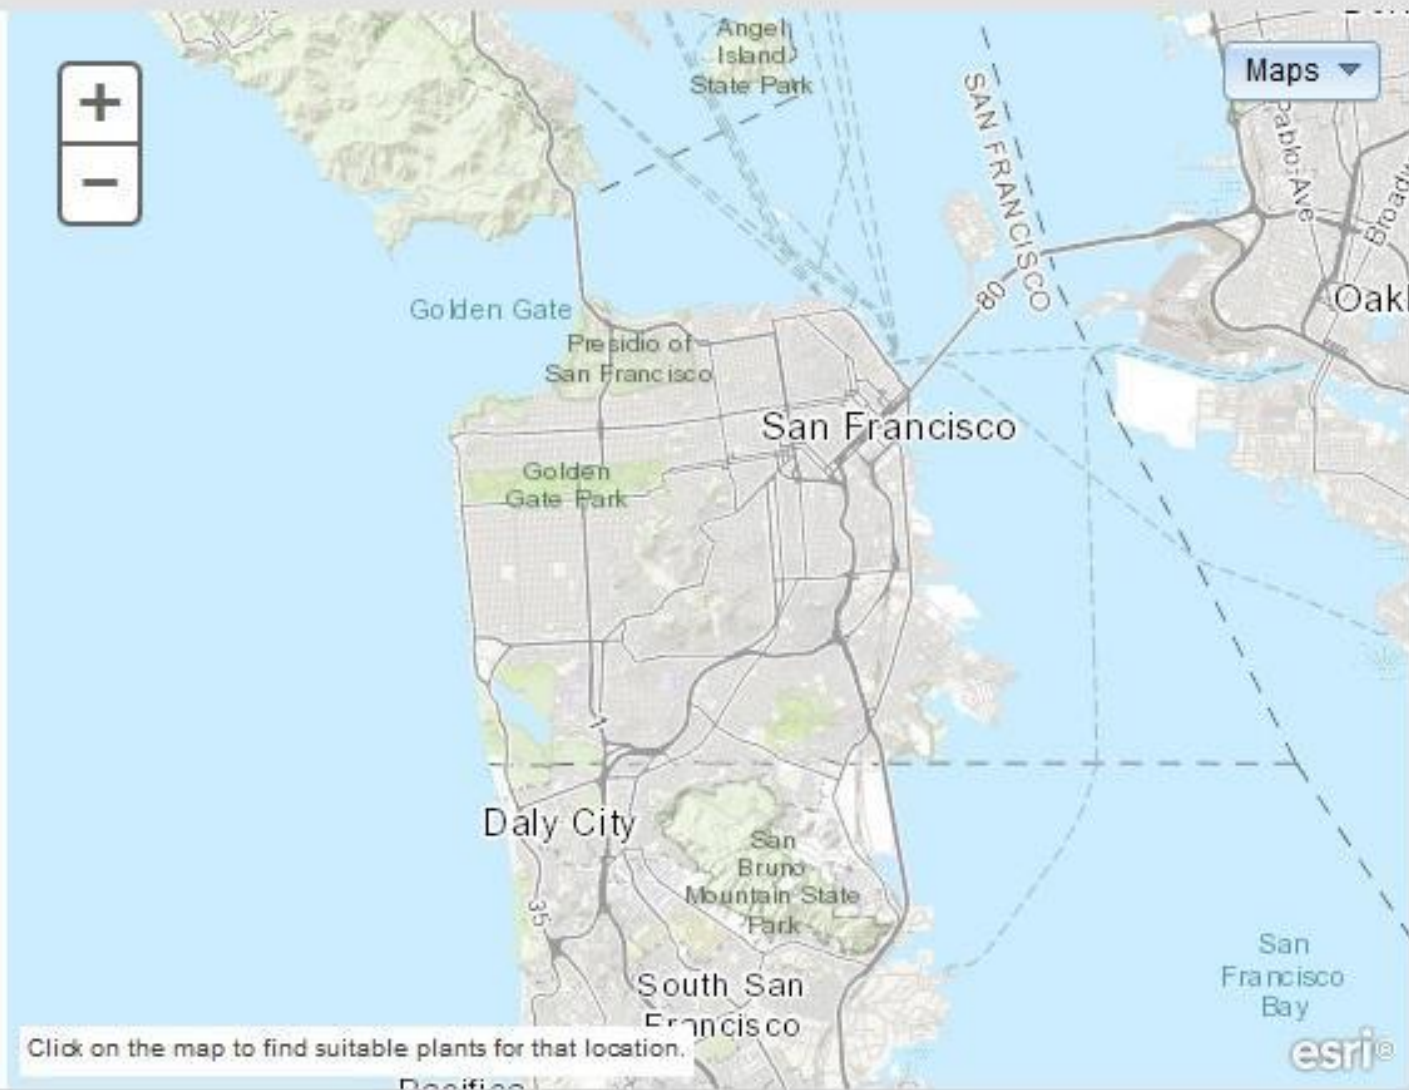 Angel
Island
State Park
Maps
SAN FRANCISCO
Pablo Ave
80
Golden Gate
Presidio of
San Francisco
San Francisco
Golden
Gate Park
1
Daly City
San
Bruno
Mountain State
Park
35
South San
Francisco
San
Francisco
Bay
Click on the map to find suitable plants for that location.
esri